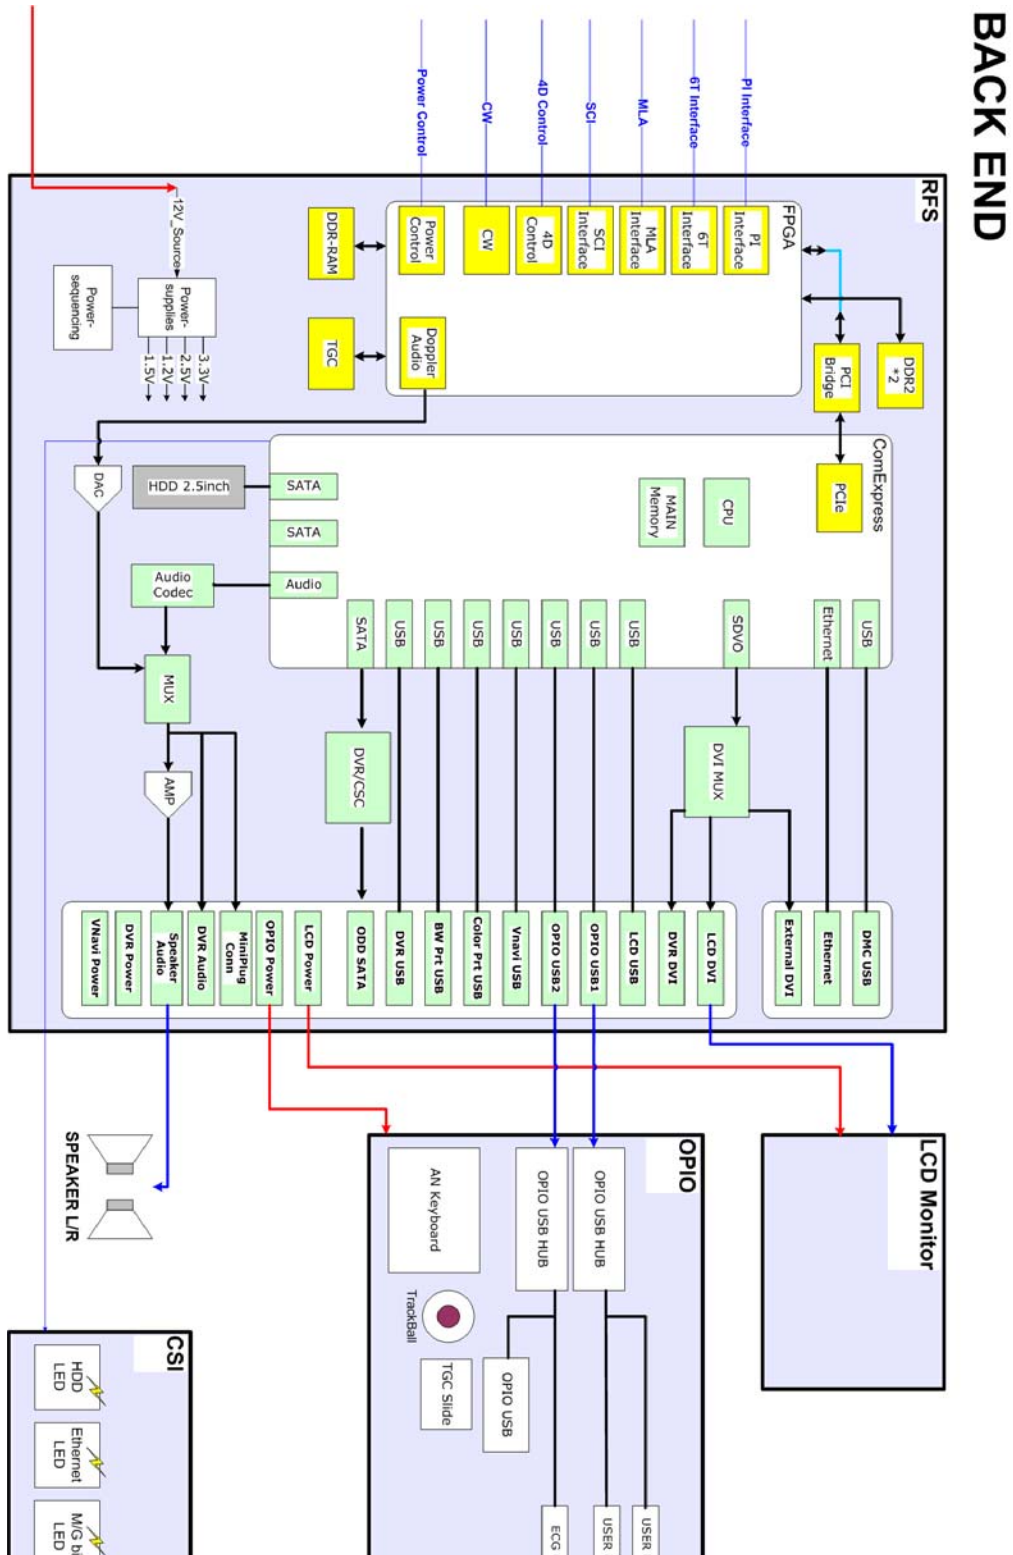 BACK END
PI Interface
6T Interface
MLA
SCI
4D Control
CW
Power Control
RFS
FPGA
PI
Interface
6T
Interface
MLA
Interface
SCI
Interface
4D
Control
CW
Power
Control
DDR-RAM
TGC
Doppler
Audio
DDR2
*2
PCI
Bridge
12V_Source
Power-
supplies
Power-
sequencing
3.3V
2.5V
1.2V
1.5V
ComExpress
PCIe
CPU
MAIN
Memory
SATA
SATA
Audio
HDD 2.5inch
DAC
Audio
Codec
MUX
AMP
USB
Ethernet
SDVO
USB
USB
USB
USB
USB
USB
USB
SATA
DVI MUX
DVR/CSC
DMC USB
Ethernet
External DVI
LCD DVI
DVR DVI
LCD USB
OPIO USB1
OPIO USB2
Vnavi USB
Color Prt USB
BW Prt USB
DVR USB
ODD SATA
LCD Power
OPIO Power
MiniPlug
Conn
DVR Audio
Speaker
Audio
DVR Power
VNavi Power
LCD Monitor
OPIO
OPIO USB HUB
OPIO USB HUB
AN Keyboard
TrackBall
TGC Slide
OPIO USB
USER
USER
ECG
SPEAKER L/R
CSI
HDD
LED
Ethernet
LED
M/G bi
LED